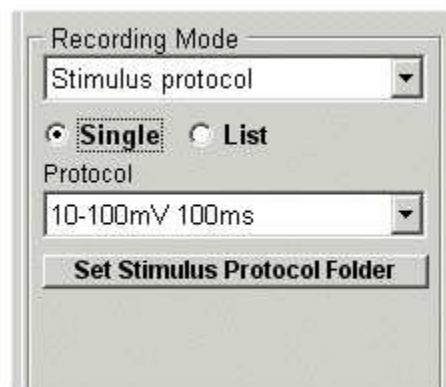 Recording Mode
Stimulus protocol
Single List
Protocol
10-100mV 100ms
Set Stimulus Protocol Folder